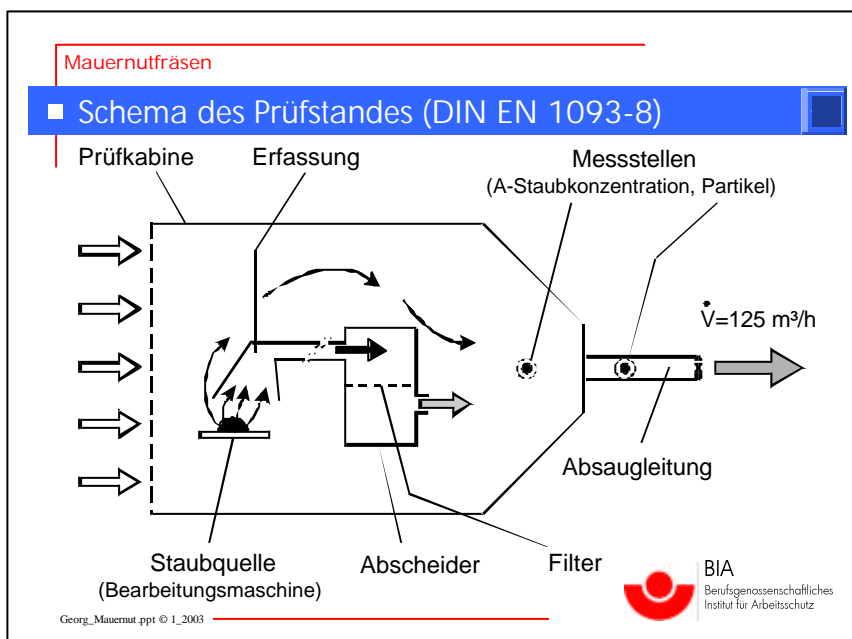 Mauernutfräsen
Schema des Prüfstandes (DIN EN 1093-8)
Prüfkabine
Erfassung
Messstellen
(A-Staubkonzentration, Partikel)
V̇=125 m³/h
Absaugleitung
Staubquelle
(Bearbeitungsmaschine)
Abscheider
Filter
BIA
Berufsgenossenschaftliches
Institut für Arbeitsschutz
Georg_Mauernut.ppt © 1_2003